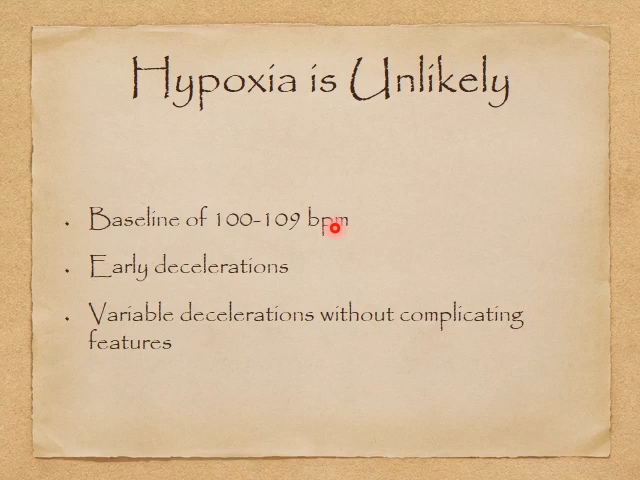 Hypoxia is Unlikely
. Baseline of 100-109 bpm
. Early decelerations
. Variable decelerations without complicating
features